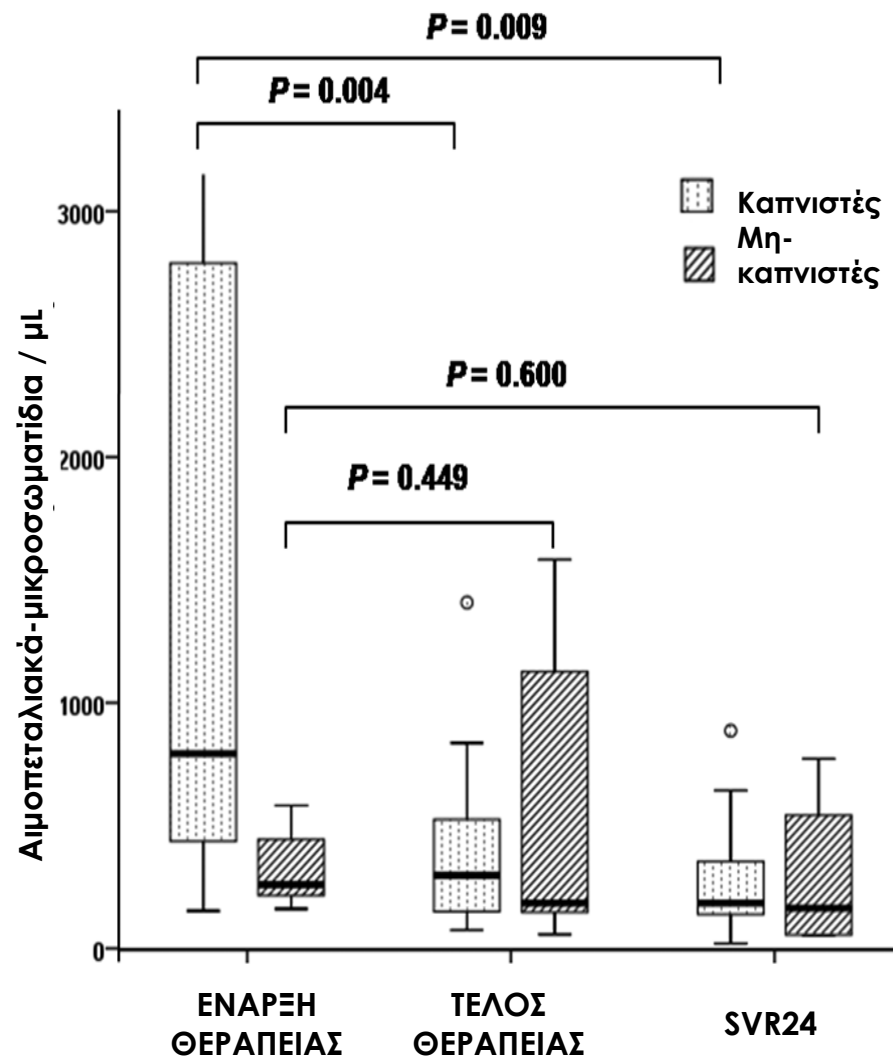 P = 0.009
P = 0.004
Καπνιστές
Μη-
καπνιστές
P = 0.600
P = 0.449
Αιμοπεταλιακά-μικροσωματίδια / μL
3000
2000
1000
0
ΕΝΑΡΞΗ
ΘΕΡΑΠΕΙΑΣ
ΤΕΛΟΣ
ΘΕΡΑΠΕΙΑΣ
SVR24